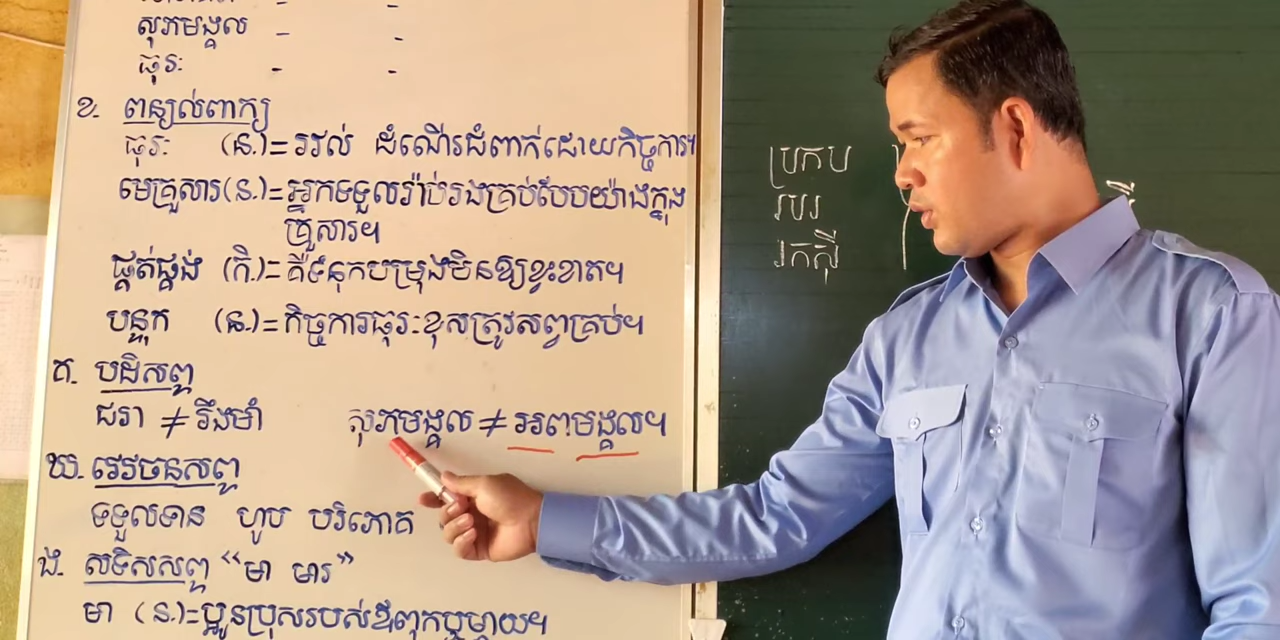 សុភមង្គល - -
ធុរៈ - -
ខ. ពន្យល់ពាក្យ
ធុរៈ (ន.)= រវល់ ដំណើរជំពាក់ដោយកិច្ចការ។
មេគ្រួសារ(ន.)=អ្នកទទួលរ៉ាប់រងគ្រប់បែបយ៉ាងក្នុង
គ្រួសារ។
ផ្គត់ផ្គង់ (កិ.)=គឺទំនុកបម្រុងមិនឱ្យខ្វះខាត។
បន្ទុក (ន.)=កិច្ចការធុរៈខុសត្រូវសព្វគ្រប់។
គ. បដិសព្ទ
ជរា ≠ រឹងមាំ សុភមង្គល ≠ អពមង្គល។
ឃ. វេវចនសព្ទ
ទទួលទាន ហូប បរិភោគ
ង. សទិសសព្ទ “មា មារ”
មា (ន.)=ប្អូនប្រុសរបស់ឪពុកឬម្តាយ។
ប្រកប
របរ
រកស៊ី